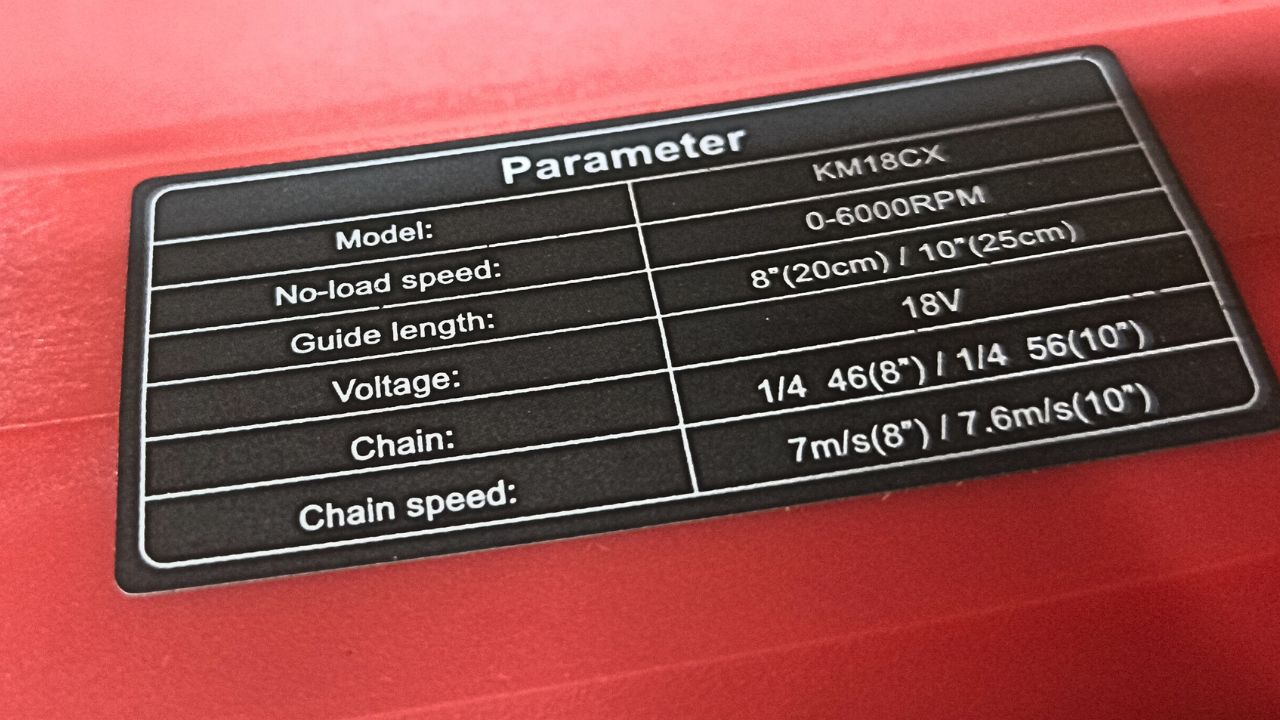 Parameter
Model: KM18CX
No-load speed: 0-6000RPM
Guide length: 8"(20cm) / 10"(25cm)
Voltage: 18V
Chain: 1/4 46(8") / 1/4 56(10")
Chain speed: 7m/s(8") / 7.6m/s(10")